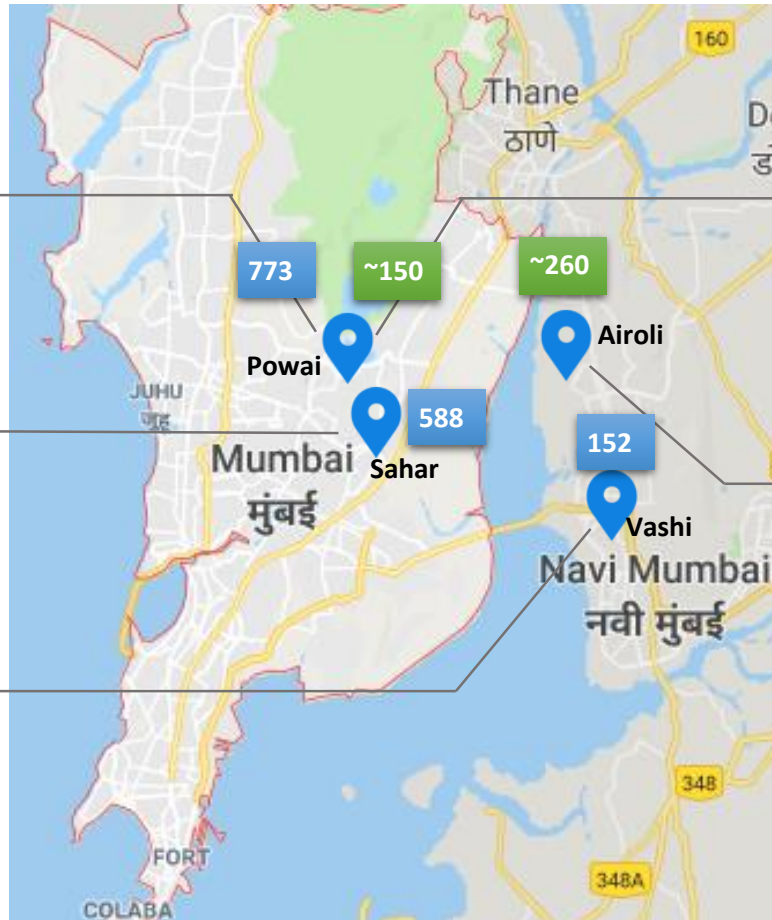 160
Thane
ठाणे
773
~150
~260
Powai
Airoli
JUHU
जुहू
588
152
Sahar
Mumbai
मुंबई
Vashi
Navi Mumbai
नवी मुंबई
348
FORT
348A
COLABA